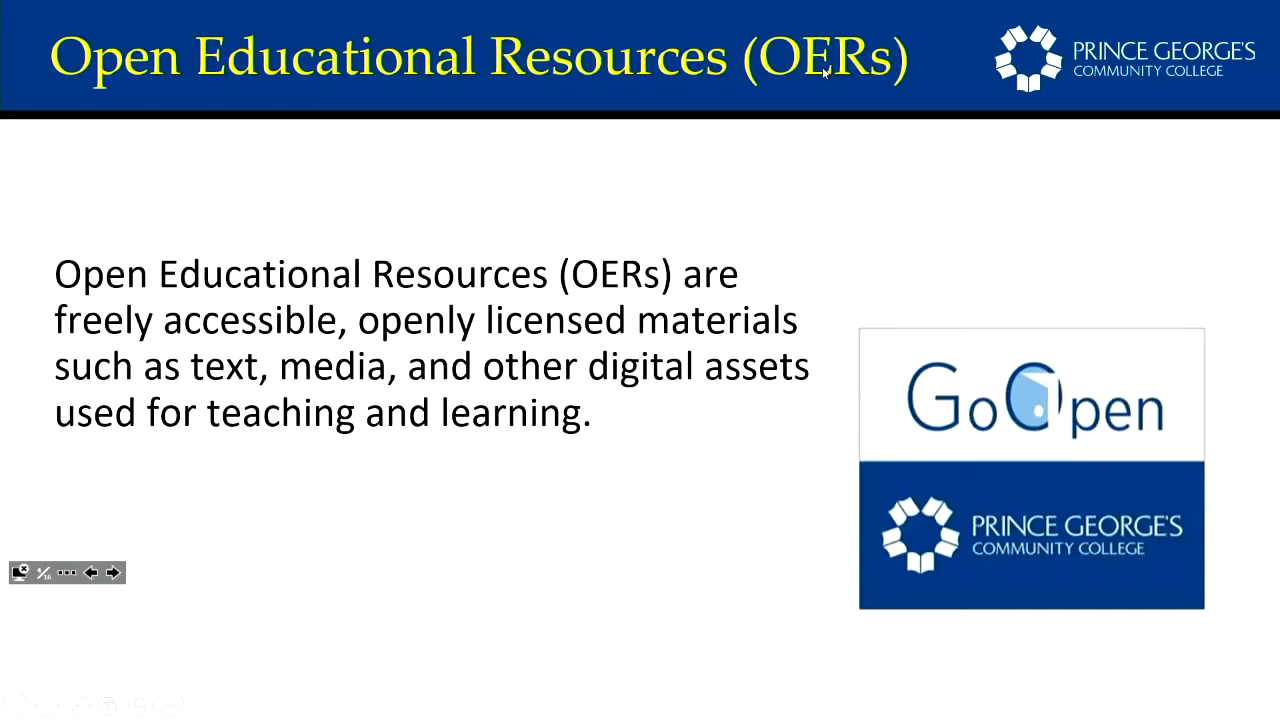 Open Educational Resources (OERs)
PRINCE GEORGE'S
COMMUNITY COLLEGE
Open Educational Resources (OERs) are
freely accessible, openly licensed materials
such as text, media, and other digital assets
used for teaching and learning.
GoOpen
PRINCE GEORGE'S
COMMUNITY COLLEGE